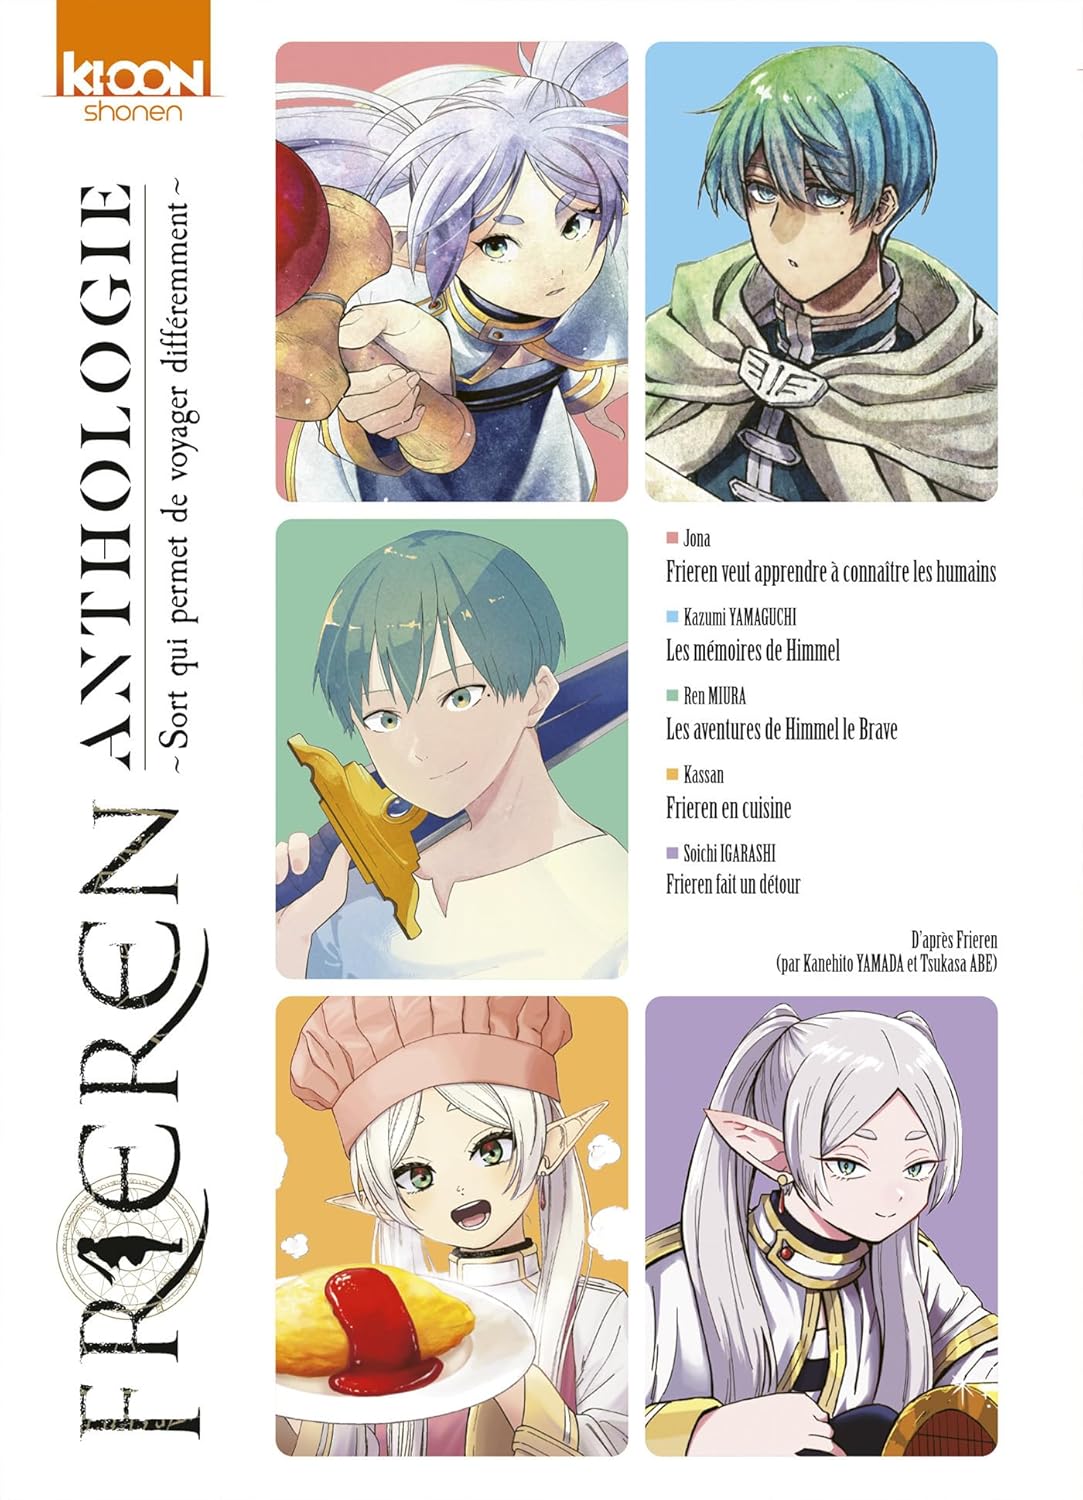 KI-OON
shonen
FRIEREN ANTHOLOGIE
~Sort qui permet de voyager différemment~
Jona
Frieren veut apprendre à connaître les humains
Kazumi YAMAGUCHI
Les mémoires de Himmel
Ren MIURA
Les aventures de Himmel le Brave
Kassan
Frieren en cuisine
Soichi IGARASHI
Frieren fait un détour
D'après Frieren
(par Kanehito YAMADA et Tsukasa ABE)